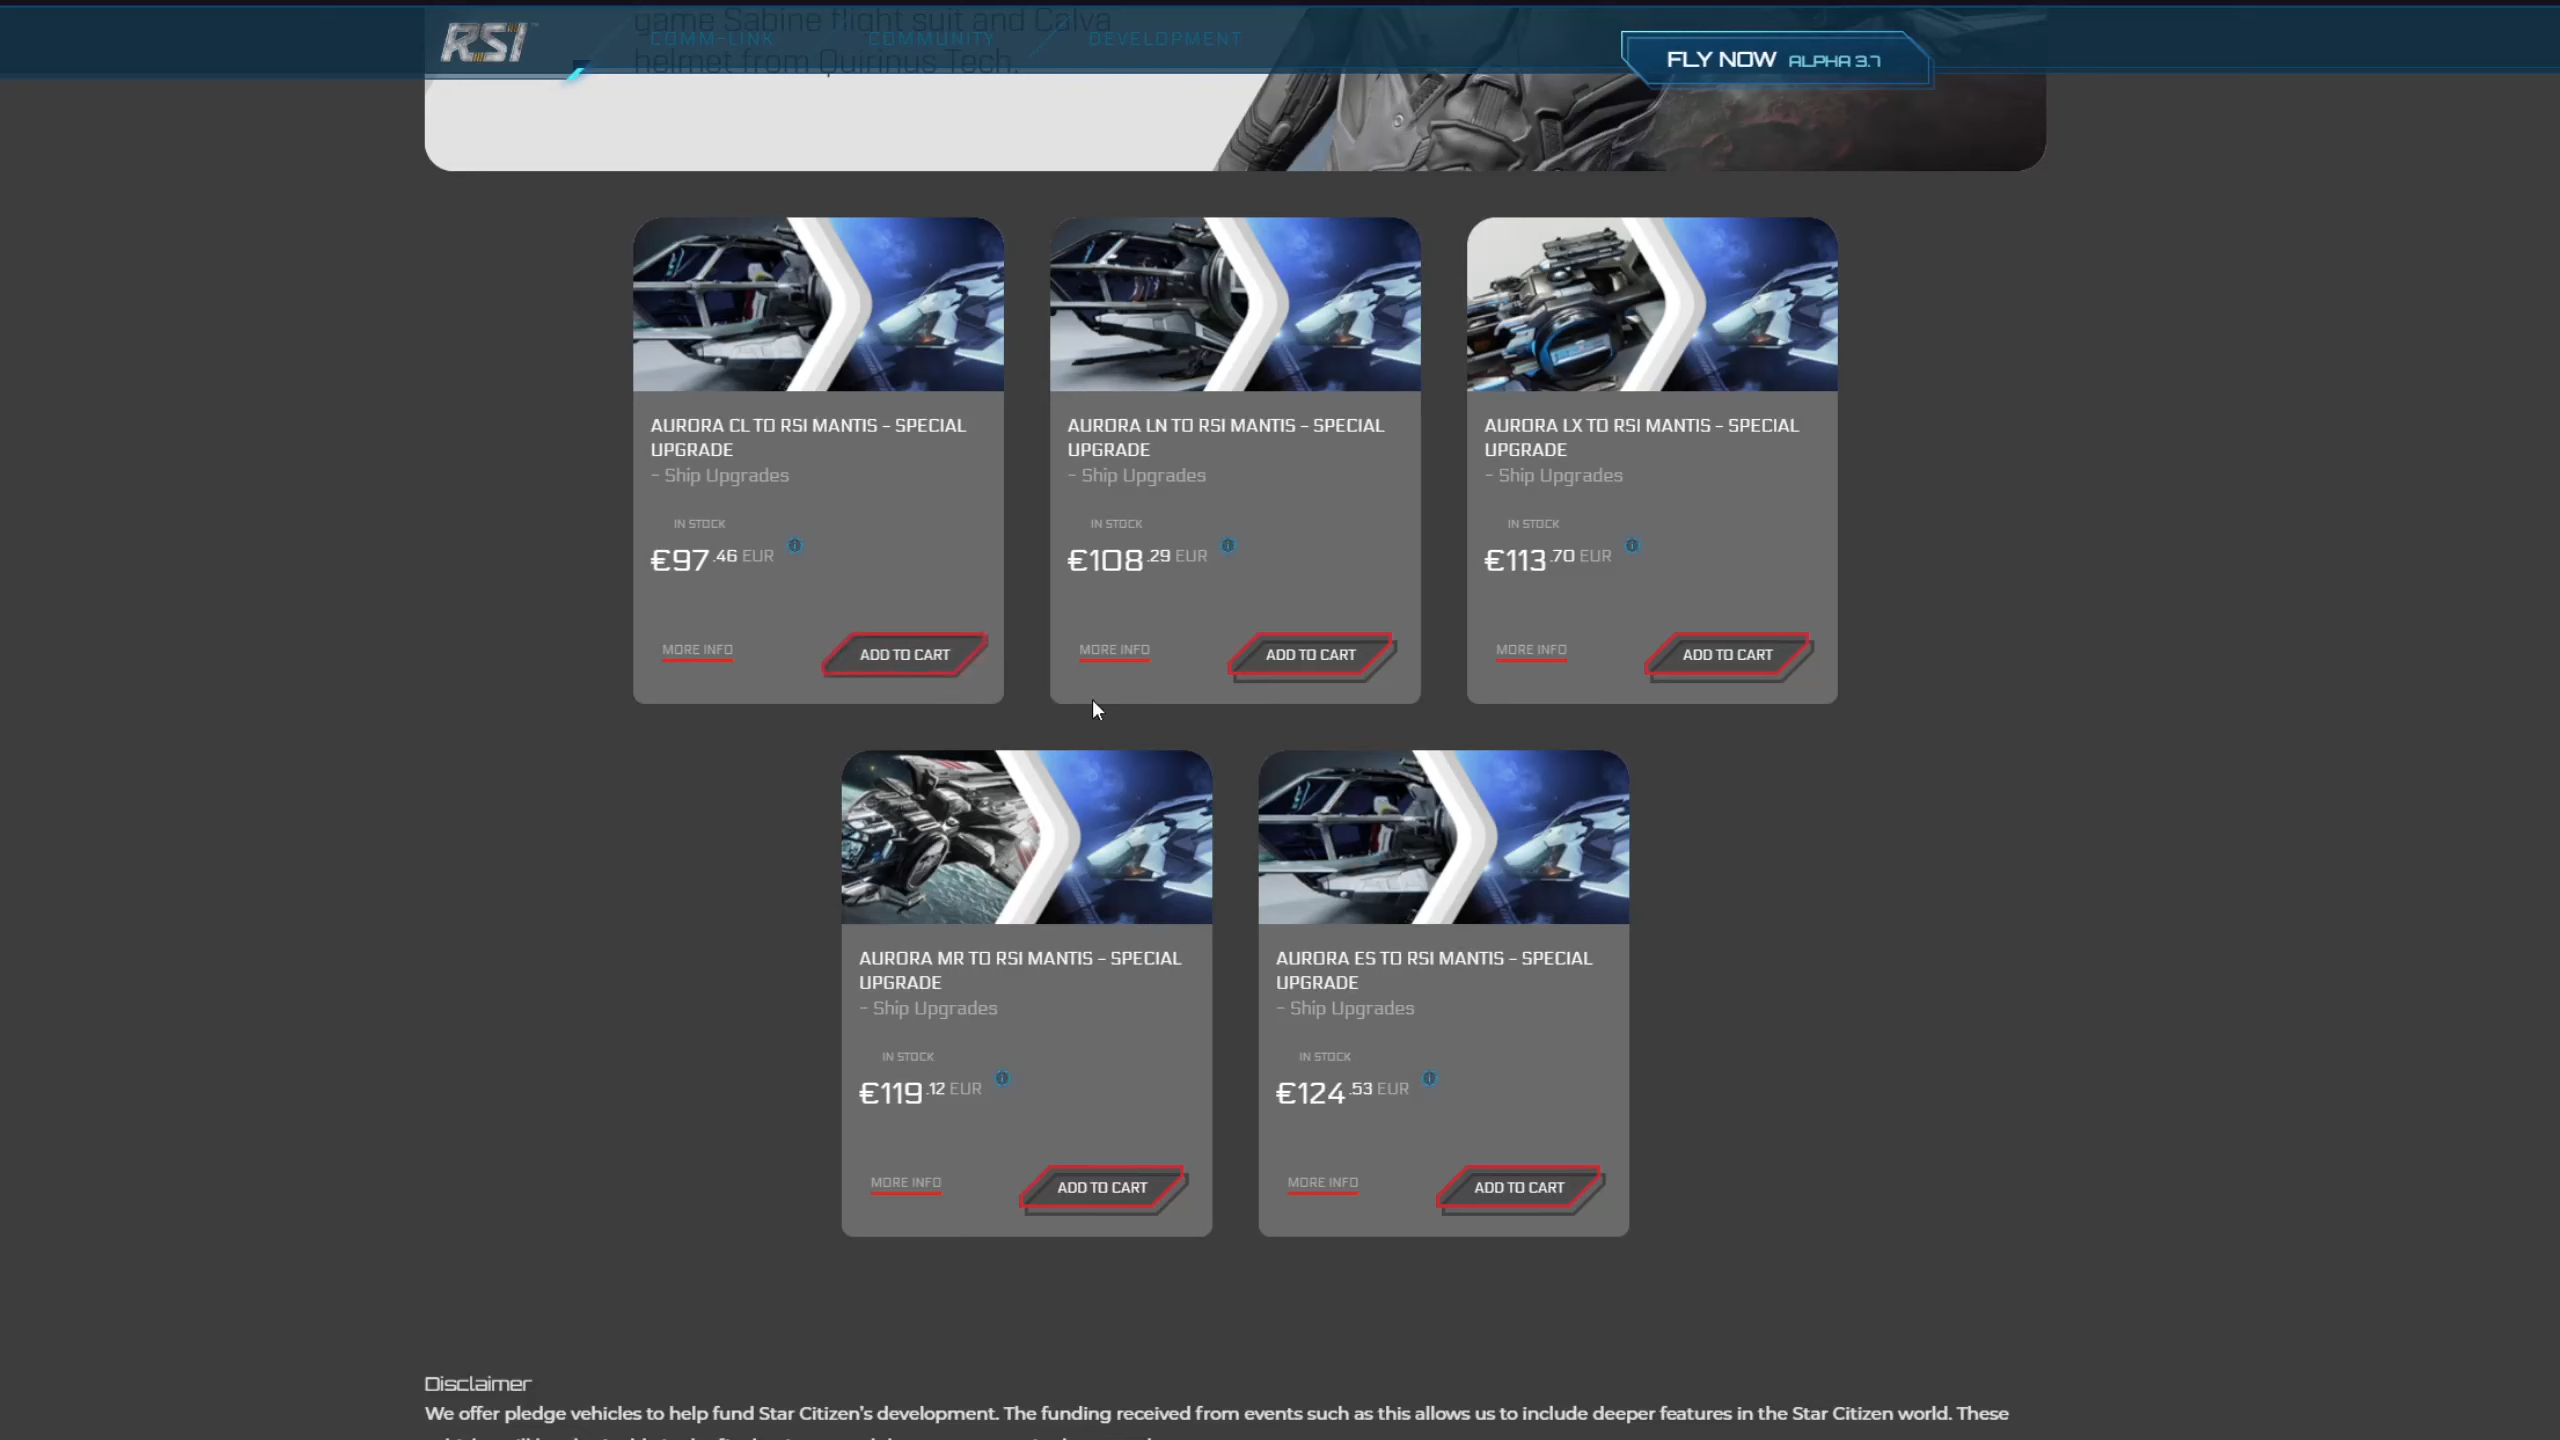 game Sabine flight suit and Calva
RSI
COMM-LINK COMMUNITY DEVELOPMENT
FLY NOW ALPHA 3.7
helmet from Quirinus Tech.
AURORA CL TO RSI MANTIS – SPECIAL
UPGRADE
– Ship Upgrades
IN STOCK
€97.46 EUR
MORE INFO
ADD TO CART
AURORA LN TO RSI MANTIS – SPECIAL
UPGRADE
– Ship Upgrades
IN STOCK
€108.29 EUR
MORE INFO
ADD TO CART
AURORA LX TO RSI MANTIS – SPECIAL
UPGRADE
– Ship Upgrades
IN STOCK
€113.70 EUR
MORE INFO
ADD TO CART
AURORA MR TO RSI MANTIS – SPECIAL
UPGRADE
– Ship Upgrades
IN STOCK
€119.12 EUR
MORE INFO
ADD TO CART
AURORA ES TO RSI MANTIS – SPECIAL
UPGRADE
– Ship Upgrades
IN STOCK
€124.53 EUR
MORE INFO
ADD TO CART
Disclaimer
We offer pledge vehicles to help fund Star Citizen's development. The funding received from events such as this allows us to include deeper features in the Star Citizen world. These